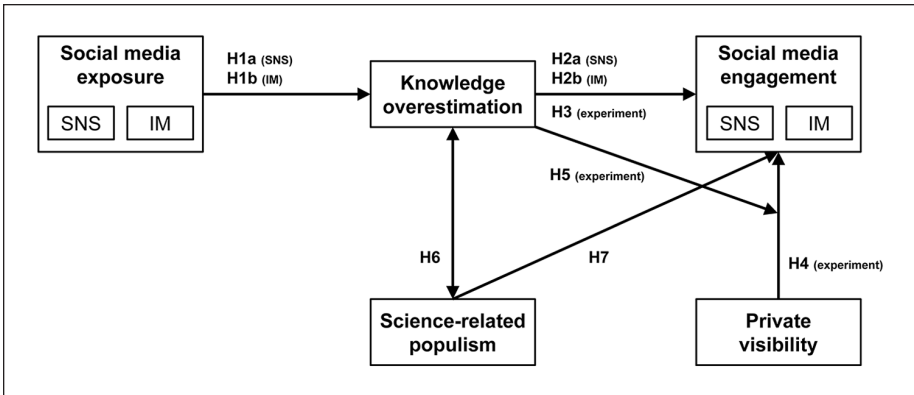 Social media
exposure
SNS
IM
H1a (SNS)
H1b (IM)
Knowledge
overestimation
H2a (SNS)
H2b (IM)
H3 (experiment)
Social media
engagement
SNS
IM
H5 (experiment)
H6
H7
H4 (experiment)
Science-related
populism
Private
visibility